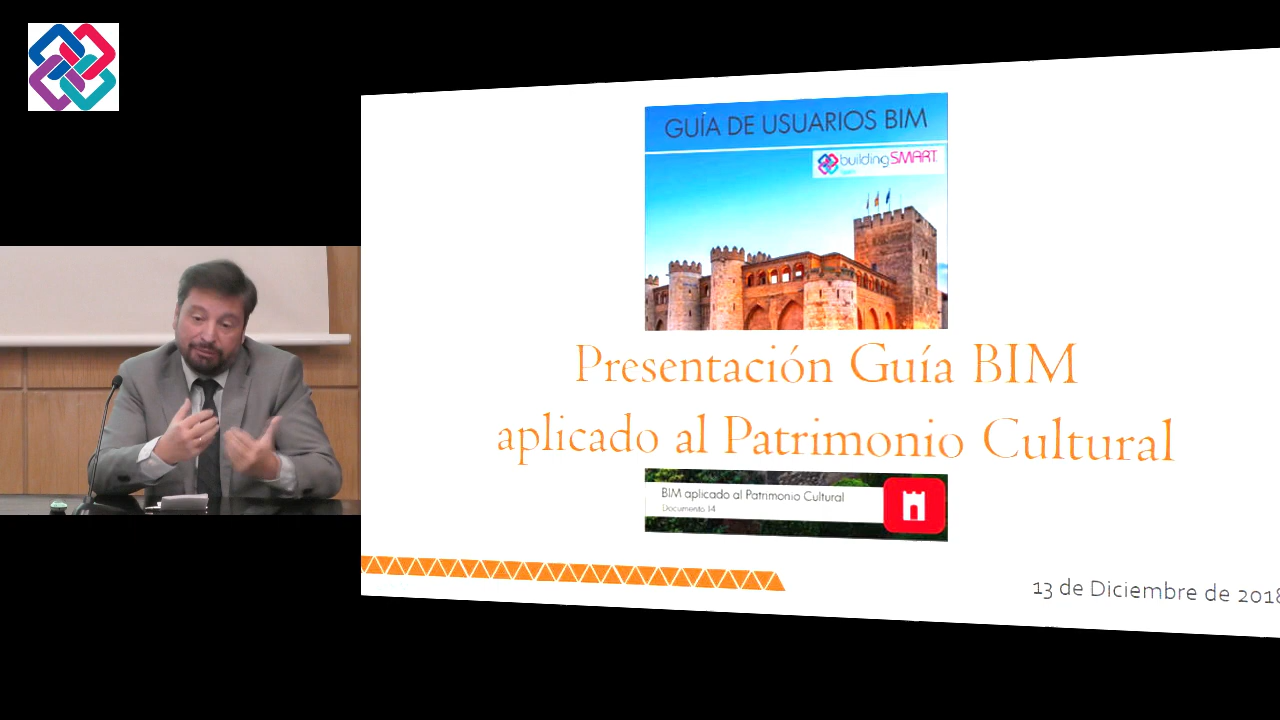 GUÍA DE USUARIOS BIM
buildingSMART
Presentación Guía BIM
aplicado al Patrimonio Cultural
BIM aplicado al Patrimonio Cultural
Documento 14
13 de Diciembre de 2018